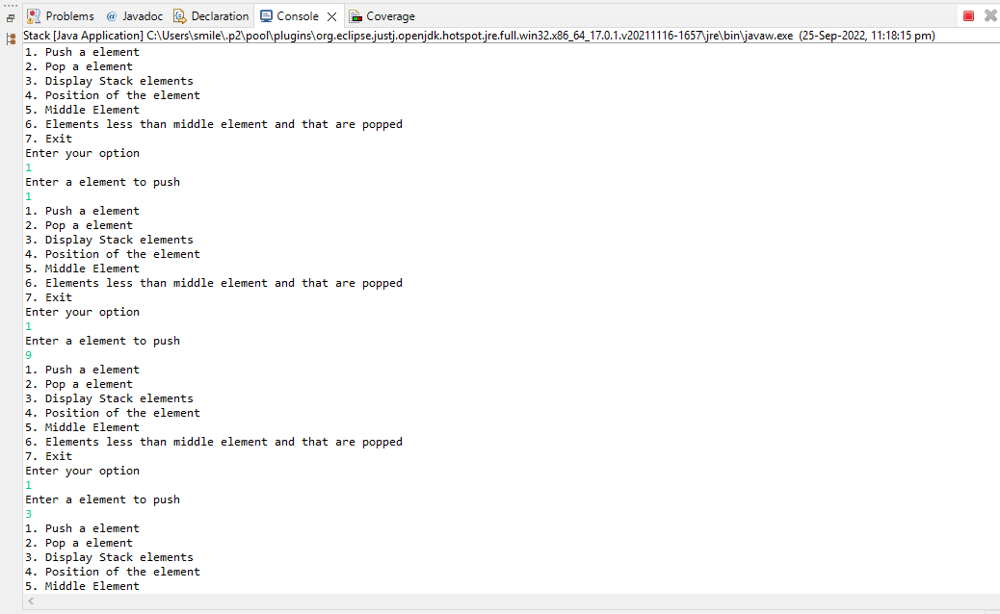 Problems @ Javadoc Declaration Console Coverage
Stack [Java Application] C:\Users\smile\.p2\pool\plugins\org.eclipse.justj.openjdk.hotspot.jre.full.win32.x86_64_17.0.1.v20211116-1657\jre\bin\javaw.exe (25-Sep-2022, 11:18:15 pm)
1. Push a element
2. Pop a element
3. Display Stack elements
4. Position of the element
5. Middle Element
6. Elements less than middle element and that are popped
7. Exit
Enter your option
1
Enter a element to push
1
1. Push a element
2. Pop a element
3. Display Stack elements
4. Position of the element
5. Middle Element
6. Elements less than middle element and that are popped
7. Exit
Enter your option
1
Enter a element to push
9
1. Push a element
2. Pop a element
3. Display Stack elements
4. Position of the element
5. Middle Element
6. Elements less than middle element and that are popped
7. Exit
Enter your option
1
Enter a element to push
3
1. Push a element
2. Pop a element
3. Display Stack elements
4. Position of the element
5. Middle Element